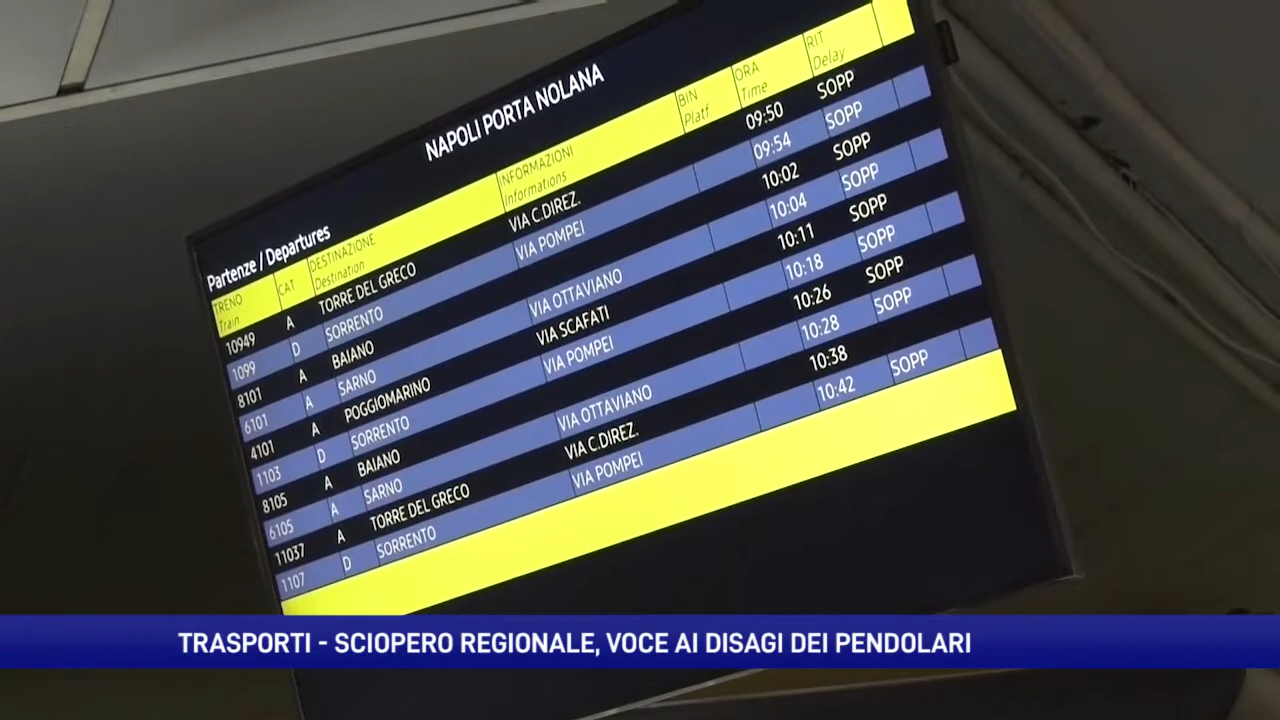 NAPOLI PORTA NOLANA
Partenze / Departures
TRENO CAT DESTINAZIONE INFORMAZIONI BIN ORA RIT
Train Destination Informations Platf Time Delay
10949 A TORRE DEL GRECO VIA C.DIREZ. 09:50 SOPP
1099 D SORRENTO VIA POMPEI 09:54 SOPP
8101 A BAIANO 10:02 SOPP
6101 A SARNO VIA OTTAVIANO 10:04 SOPP
4101 A POGGIOMARINO VIA SCAFATI 10:11 SOPP
1103 D SORRENTO VIA POMPEI 10:18 SOPP
8105 A BAIANO 10:26 SOPP
6105 A SARNO VIA OTTAVIANO 10:28 SOPP
11037 A TORRE DEL GRECO VIA C.DIREZ. 10:38
1107 D SORRENTO VIA POMPEI 10:42 SOPP
TRASPORTI - SCIOPERO REGIONALE, VOCE AI DISAGI DEI PENDOLARI